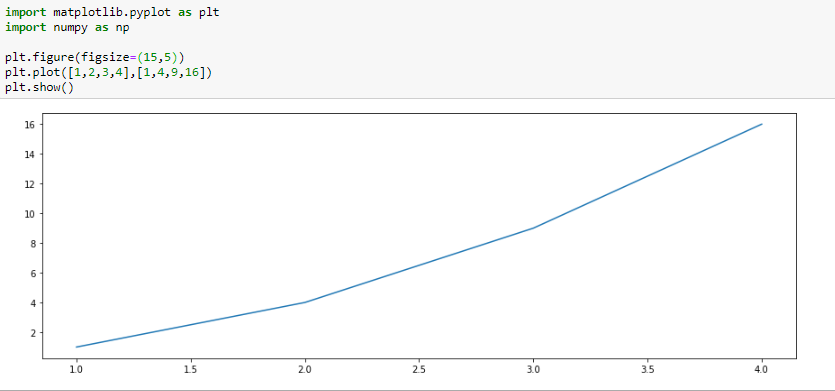 import matplotlib.pyplot as plt
import numpy as np
plt.figure(figsize=(15,5))
plt.plot([1,2,3,4],[1,4,9,16])
plt.show()
16
14
12
10
8
6
4
2
1.0 1.5 2.0 2.5 3.0 3.5 4.0